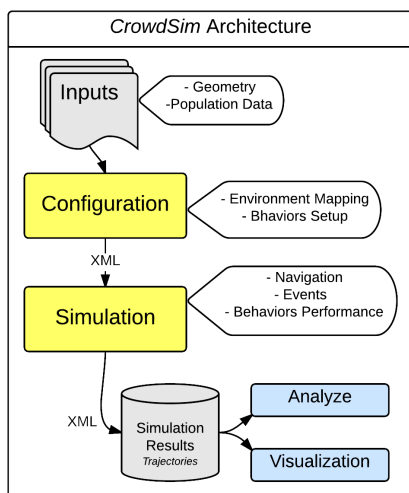 CrowdSim Architecture
Inputs
- Geometry
-Population Data
Configuration
- Environment Mapping
- Bhaviors Setup
XML
Simulation
- Navigation
- Events
- Behaviors Performance
XML
Simulation
Results
Trajectories
Analyze
Visualization